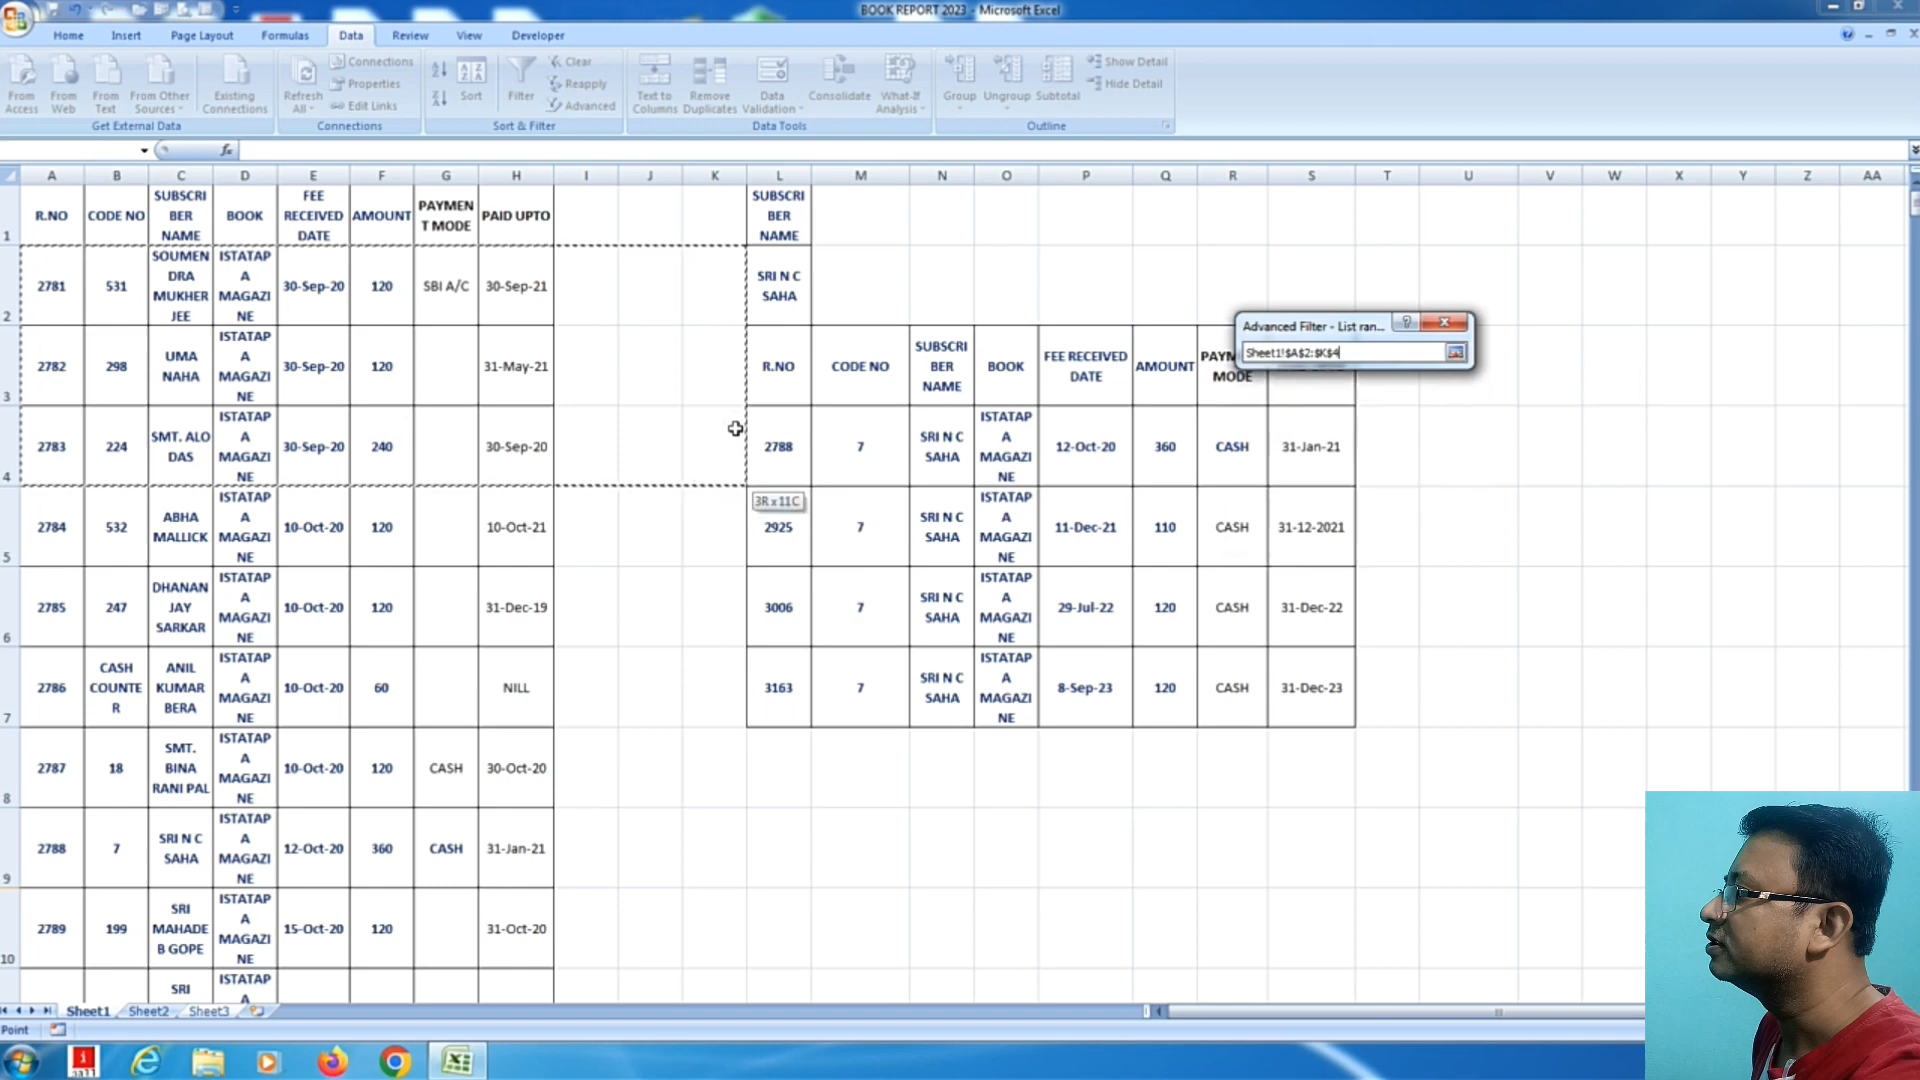 BOOK REPORT 2023 - Microsoft Excel
Home Insert Page Layout Formulas Data Review View Developer
From Access
From Web
From Text
From Other Sources
Existing Connections
Get External Data
Refresh All
Connections
Properties
Edit Links
Connections
Sort
Filter
Clear
Reapply
Advanced
Sort & Filter
Text to Columns
Remove Duplicates
Data Validation
Consolidate
What-If Analysis
Data Tools
Group
Ungroup
Subtotal
Show Detail
Hide Detail
Outline
fx
A B C D E F G H I J K L M N O P Q R S T U V W X Y Z AA
1 R.NO CODE NO SUBSCRIBER NAME BOOK FEE RECEIVED DATE AMOUNT PAYMENT MODE PAID UPTO SUBSCRIBER NAME
2 2781 531 SOUMENDRA MUKHERJEE ISTATAPA MAGAZINE 30-Sep-20 120 SBI A/C 30-Sep-21 SRI N C SAHA
3 2782 298 UMA NAHA ISTATAPA MAGAZINE 30-Sep-20 120 31-May-21 R.NO CODE NO SUBSCRIBER NAME BOOK FEE RECEIVED DATE AMOUNT MODE
Advanced Filter - List ran...
Sheet1!$A$2:$K$4
4 2783 224 SMT. ALO DAS ISTATAPA MAGAZINE 30-Sep-20 240 30-Sep-20 2788 7 SRI N C SAHA ISTATAPA MAGAZINE 12-Oct-20 360 CASH 31-Jan-21
3R x 11C
5 2784 532 ABHA MALLICK ISTATAPA MAGAZINE 10-Oct-20 120 10-Oct-21 2925 7 SRI N C SAHA ISTATAPA MAGAZINE 11-Dec-21 110 CASH 31-12-2021
6 2785 247 DHANANJAY SARKAR ISTATAPA MAGAZINE 10-Oct-20 120 31-Dec-19 3006 7 SRI N C SAHA ISTATAPA MAGAZINE 29-Jul-22 120 CASH 31-Dec-22
7 2786 CASH COUNTER ANIL KUMAR BERA ISTATAPA MAGAZINE 10-Oct-20 60 NILL 3163 7 SRI N C SAHA ISTATAPA MAGAZINE 8-Sep-23 120 CASH 31-Dec-23
8 2787 18 SMT. BINA RANI PAL ISTATAPA MAGAZINE 10-Oct-20 120 CASH 30-Oct-20
9 2788 7 SRI N C SAHA ISTATAPA MAGAZINE 12-Oct-20 360 CASH 31-Jan-21
10 2789 199 SRI MAHADEB GOPE ISTATAPA MAGAZINE 15-Oct-20 120 31-Oct-20
SRI ISTATAPA
Sheet1 Sheet2 Sheet3
Point